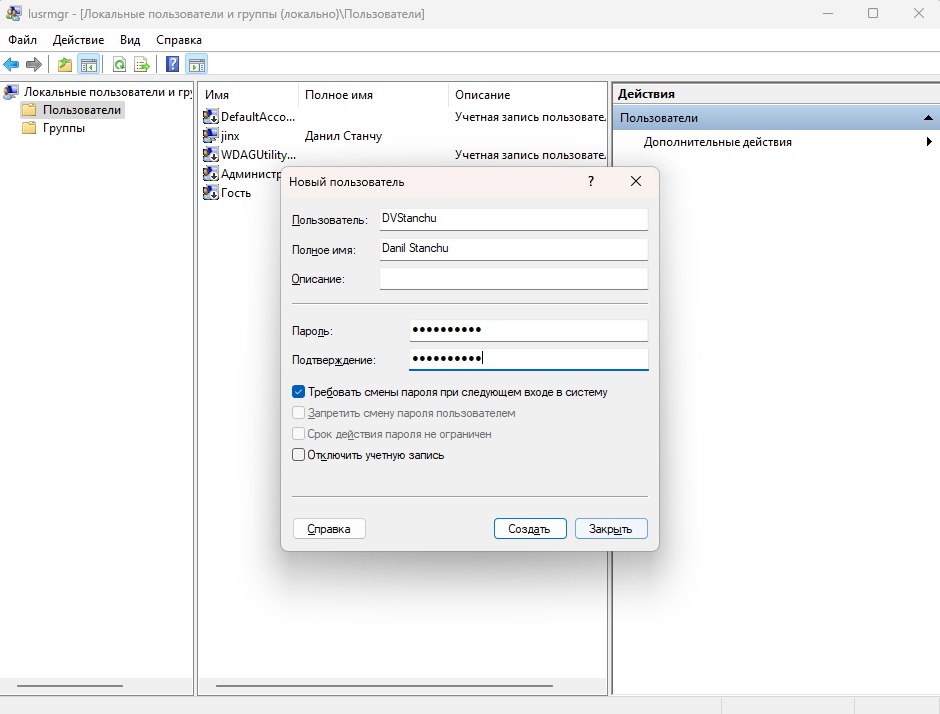 lusrmgr - [Локальные пользователи и группы (локально)\Пользователи]
Файл Действие Вид Справка
Локальные пользователи и гру
Пользователи
Группы
Имя Полное имя Описание
DefaultAcco... Учетная запись пользовате.
jinx Данил Станчу
WDAGUtility... Учетная запись пользовате.
Админист
Гость
Действия
Пользователи
Дополнительные действия
Новый пользователь ?
Пользователь: DVStanchu
Полное имя: Danil Stanchu
Описание:
Пароль: ●●●●●●●●●●
Подтверждение: ●●●●●●●●●●
Требовать смены пароля при следующем входе в систему
Запретить смену пароля пользователем
Срок действия пароля не ограничен
Отключить учетную запись
Справка Создать Закрыть